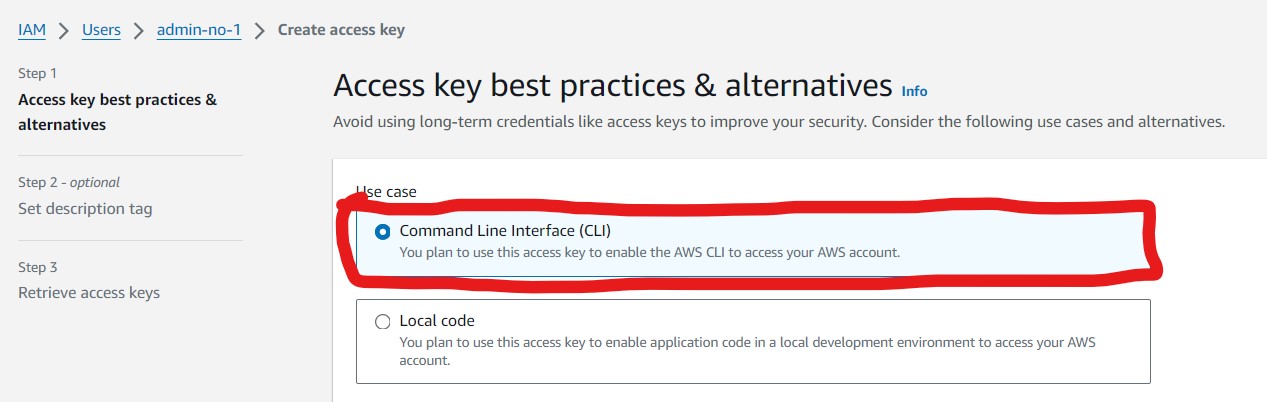 IAM > Users > admin-no-1 > Create access key
Step 1
Access key best practices &
alternatives
Step 2 - optional
Set description tag
Step 3
Retrieve access keys
Access key best practices & alternatives Info
Avoid using long-term credentials like access keys to improve your security. Consider the following use cases and alternatives.
Use case
Command Line Interface (CLI)
You plan to use this access key to enable the AWS CLI to access your AWS account.
Local code
You plan to use this access key to enable application code in a local development environment to access your AWS
account.